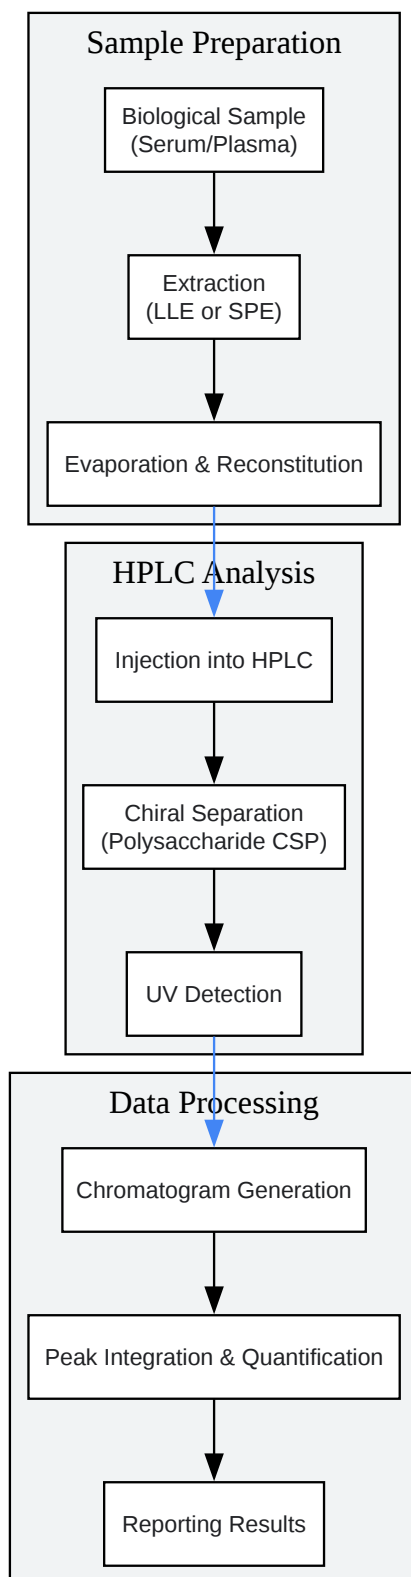 Sample Preparation
Biological Sample
(Serum/Plasma)
Extraction
(LLE or SPE)
Evaporation & Reconstitution
HPLC Analysis
Injection into HPLC
Chiral Separation
(Polysaccharide CSP)
UV Detection
Data Processing
Chromatogram Generation
Peak Integration & Quantification
Reporting Results